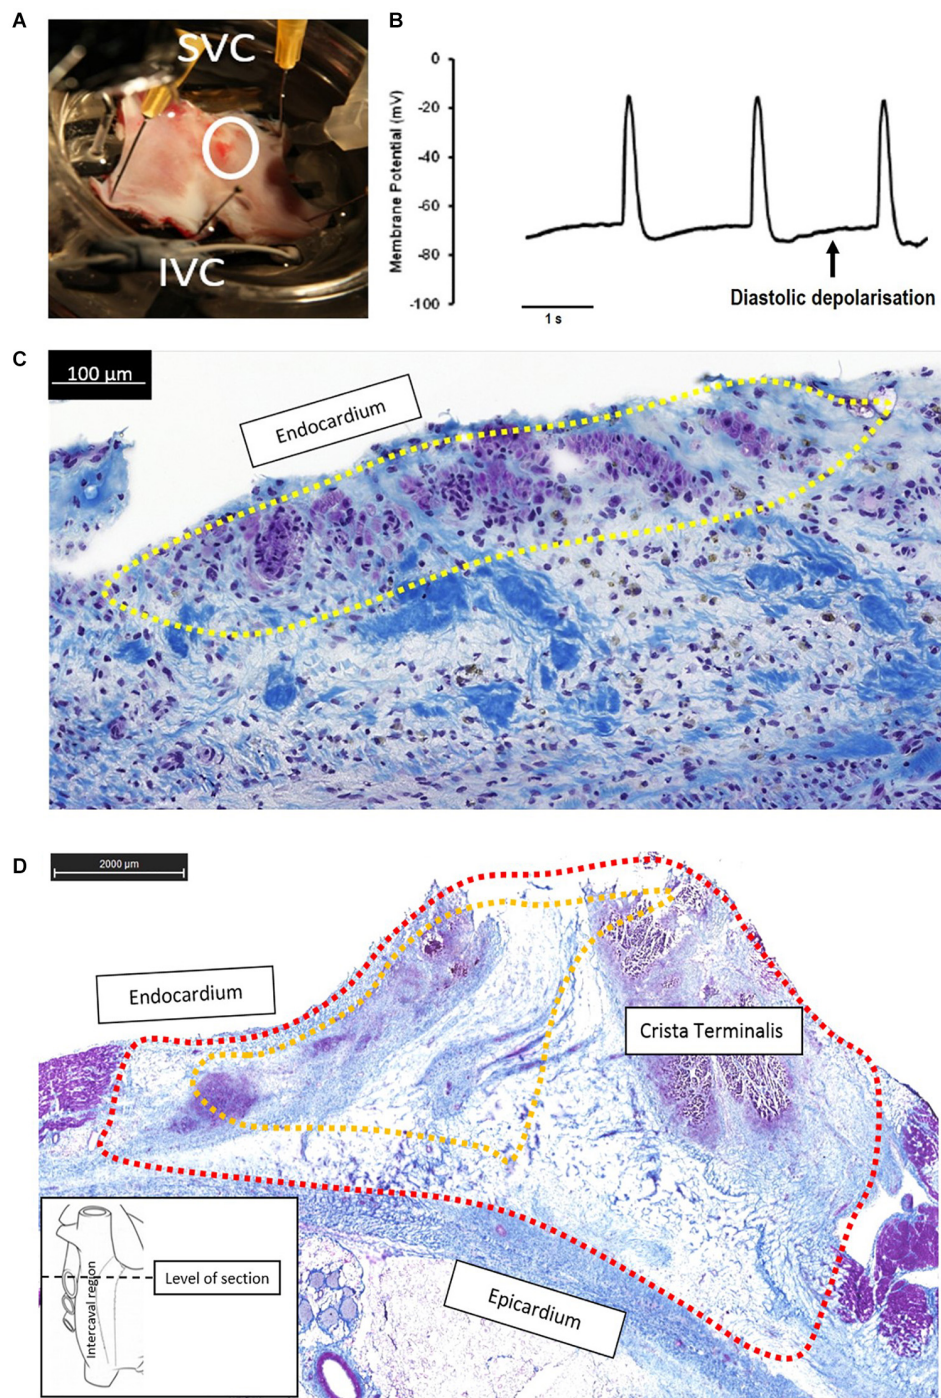 A
SVC
IVC
B
Membrane Potential (mV)
0
-20
-40
-60
-80
-100
1 s
Diastolic depolarisation
C
100 µm
Endocardium
D
2000 µm
Endocardium
Crista Terminalis
Epicardium
Intercaval region
Level of section